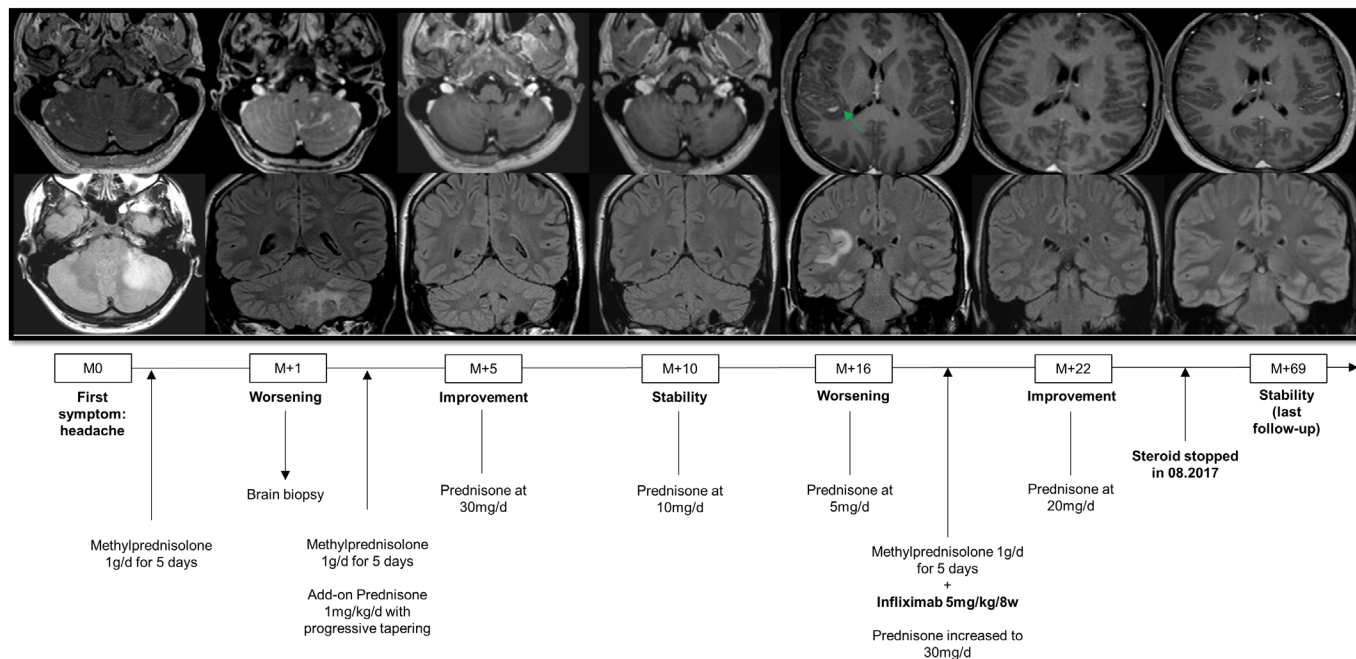 M0
First
symptom:
headache
M+1
Worsening
M+5
Improvement
M+10
Stability
M+16
Worsening
M+22
Improvement
M+69
Stability
(last
follow-up)
Steroid stopped
in 08.2017
Brain biopsy
Prednisone at
30mg/d
Prednisone at
10mg/d
Prednisone at
5mg/d
Prednisone at
20mg/d
Methylprednisolone
1g/d for 5 days
Methylprednisolone
1g/d for 5 days
Add-on Prednisone
1mg/kg/d with
progressive tapering
Methylprednisolone 1g/d
for 5 days
+
Infliximab 5mg/kg/8w
Prednisone increased to
30mg/d